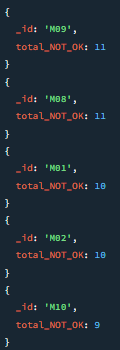 {
  _id: 'M09',
  total_NOT_OK: 11
}
{
  _id: 'M08',
  total_NOT_OK: 11
}
{
  _id: 'M01',
  total_NOT_OK: 10
}
{
  _id: 'M02',
  total_NOT_OK: 10
}
{
  _id: 'M10',
  total_NOT_OK: 9
}